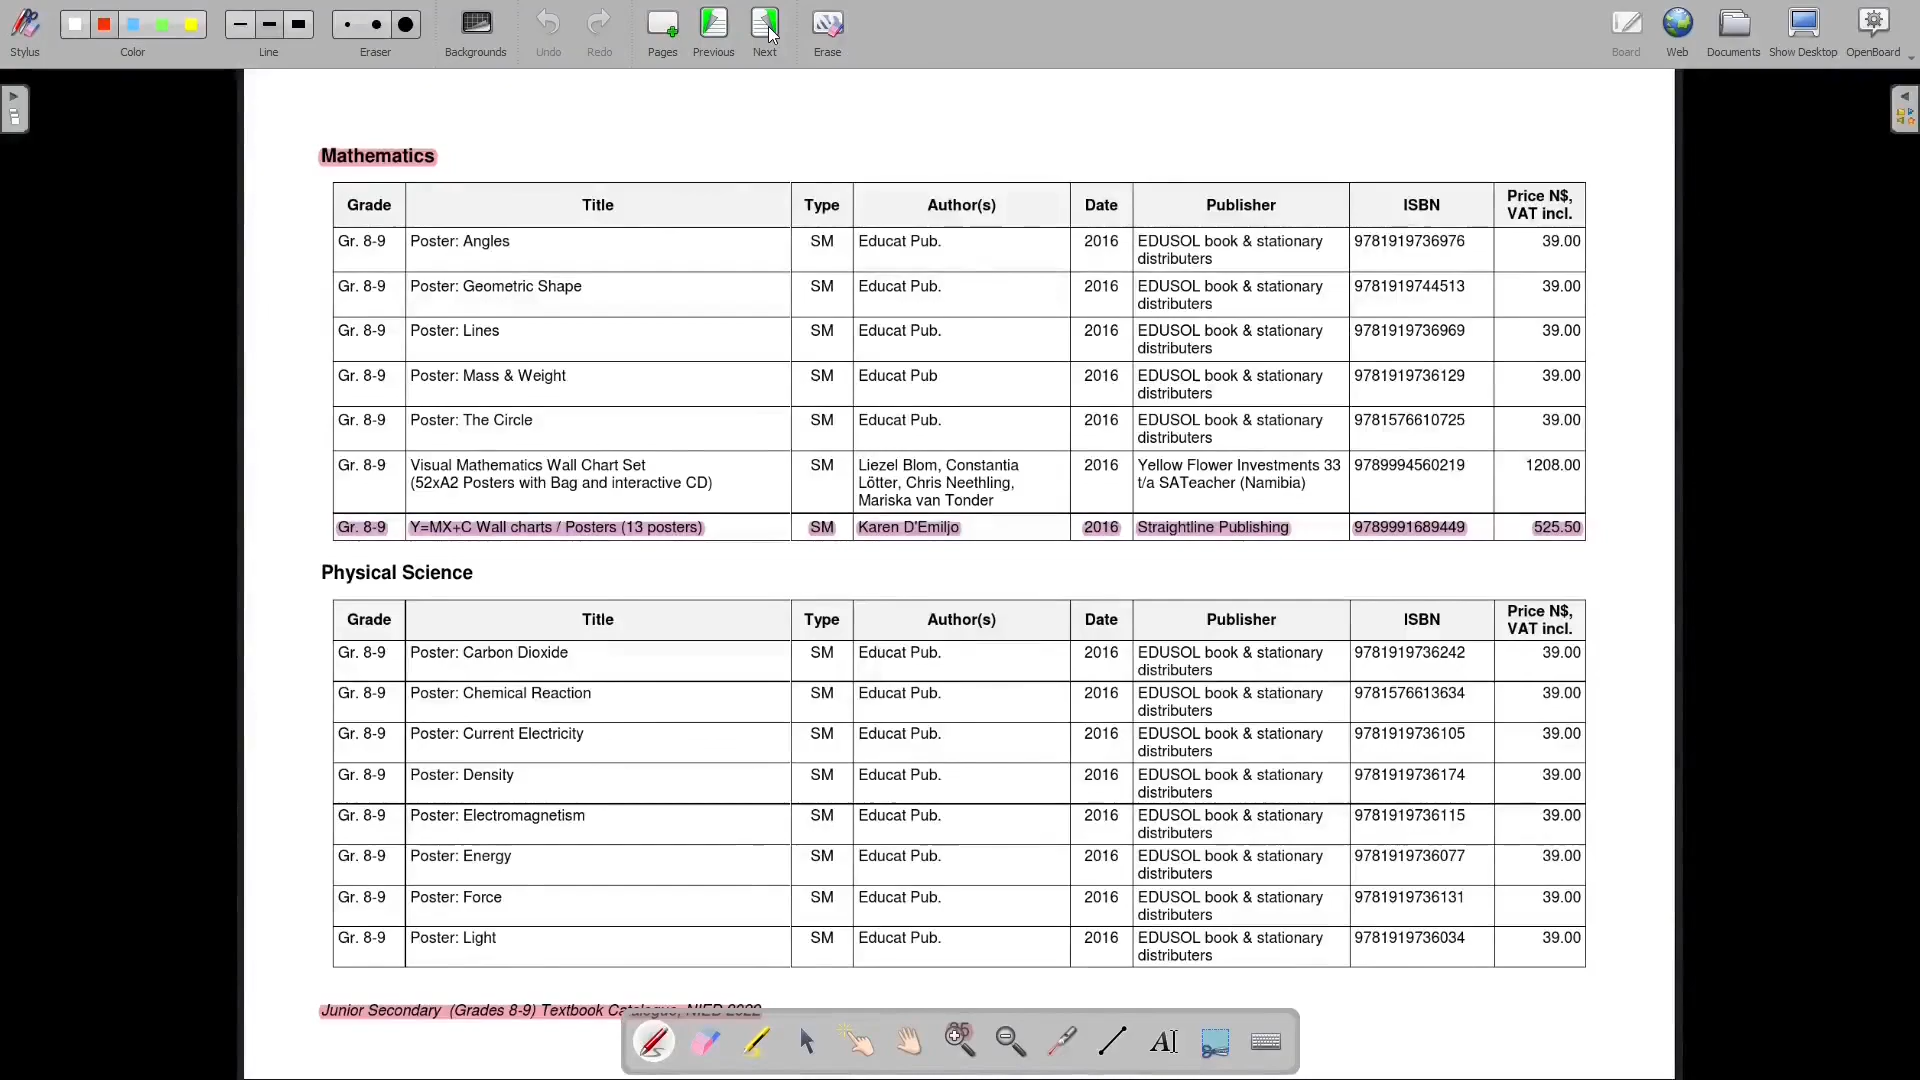 Stylus Color Line Eraser Backgrounds Undo Redo Pages Previous Next Erase Board Web Documents Show Desktop OpenBoard
Mathematics
Grade Title Type Author(s) Date Publisher ISBN Price N$, VAT incl.
Gr. 8-9 Poster: Angles SM Educat Pub. 2016 EDUSOL book & stationary distributers 9781919736976 39.00
Gr. 8-9 Poster: Geometric Shape SM Educat Pub. 2016 EDUSOL book & stationary distributers 9781919744513 39.00
Gr. 8-9 Poster: Lines SM Educat Pub. 2016 EDUSOL book & stationary distributers 9781919736969 39.00
Gr. 8-9 Poster: Mass & Weight SM Educat Pub 2016 EDUSOL book & stationary distributers 9781919736129 39.00
Gr. 8-9 Poster: The Circle SM Educat Pub. 2016 EDUSOL book & stationary distributers 9781576610725 39.00
Gr. 8-9 Visual Mathematics Wall Chart Set (52xA2 Posters with Bag and interactive CD) SM Liezel Blom, Constantia Lötter, Chris Neethling, Mariska van Tonder 2016 Yellow Flower Investments 33 t/a SATeacher (Namibia) 9789994560219 1208.00
Gr. 8-9 Y=MX+C Wall charts / Posters (13 posters) SM Karen D'Emiljo 2016 Straightline Publishing 9789991689449 525.50
Physical Science
Grade Title Type Author(s) Date Publisher ISBN Price N$, VAT incl.
Gr. 8-9 Poster: Carbon Dioxide SM Educat Pub. 2016 EDUSOL book & stationary distributers 9781919736242 39.00
Gr. 8-9 Poster: Chemical Reaction SM Educat Pub. 2016 EDUSOL book & stationary distributers 9781576613634 39.00
Gr. 8-9 Poster: Current Electricity SM Educat Pub. 2016 EDUSOL book & stationary distributers 9781919736105 39.00
Gr. 8-9 Poster: Density SM Educat Pub. 2016 EDUSOL book & stationary distributers 9781919736174 39.00
Gr. 8-9 Poster: Electromagnetism SM Educat Pub. 2016 EDUSOL book & stationary distributers 9781919736115 39.00
Gr. 8-9 Poster: Energy SM Educat Pub. 2016 EDUSOL book & stationary distributers 9781919736077 39.00
Gr. 8-9 Poster: Force SM Educat Pub. 2016 EDUSOL book & stationary distributers 9781919736131 39.00
Gr. 8-9 Poster: Light SM Educat Pub. 2016 EDUSOL book & stationary distributers 9781919736034 39.00
Junior Secondary (Grades 8-9) Textbook Catalogue, NIED 2022